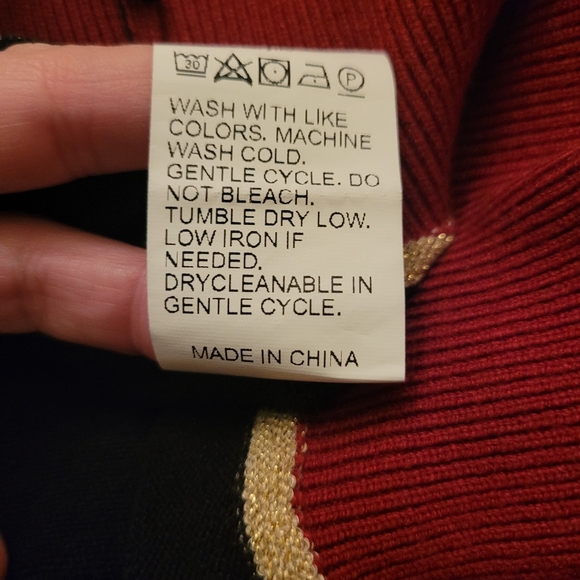 30 P
WASH WITH LIKE
COLORS. MACHINE
WASH COLD.
GENTLE CYCLE. DO
NOT BLEACH.
TUMBLE DRY LOW.
LOW IRON IF
NEEDED.
DRYCLEANABLE IN
GENTLE CYCLE.
MADE IN CHINA